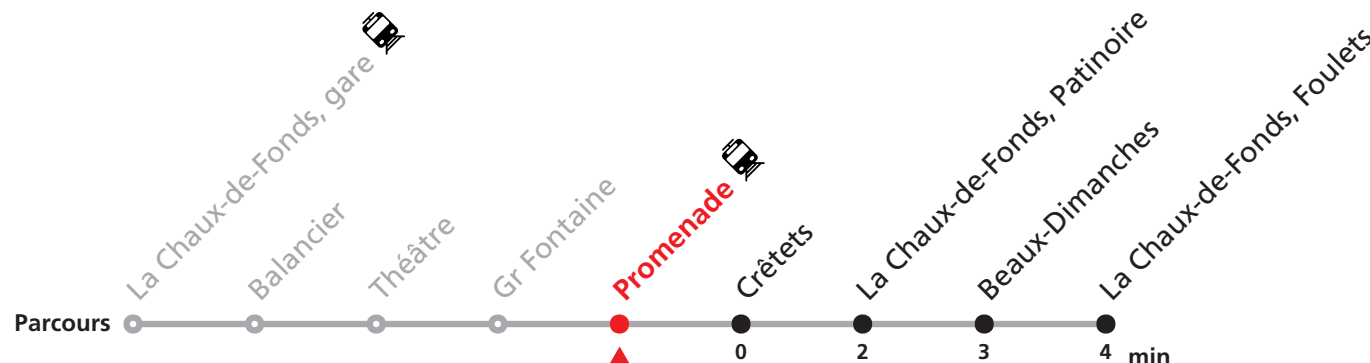 La Chaux-de-Fonds, gare
Balancier
Théâtre
Gr Fontaine
Promenade
Crêtets
La Chaux-de-Fonds, Patinoire
Beaux-Dimanches
La Chaux-de-Fonds, Foulets
Parcours
0 2 3 4 min